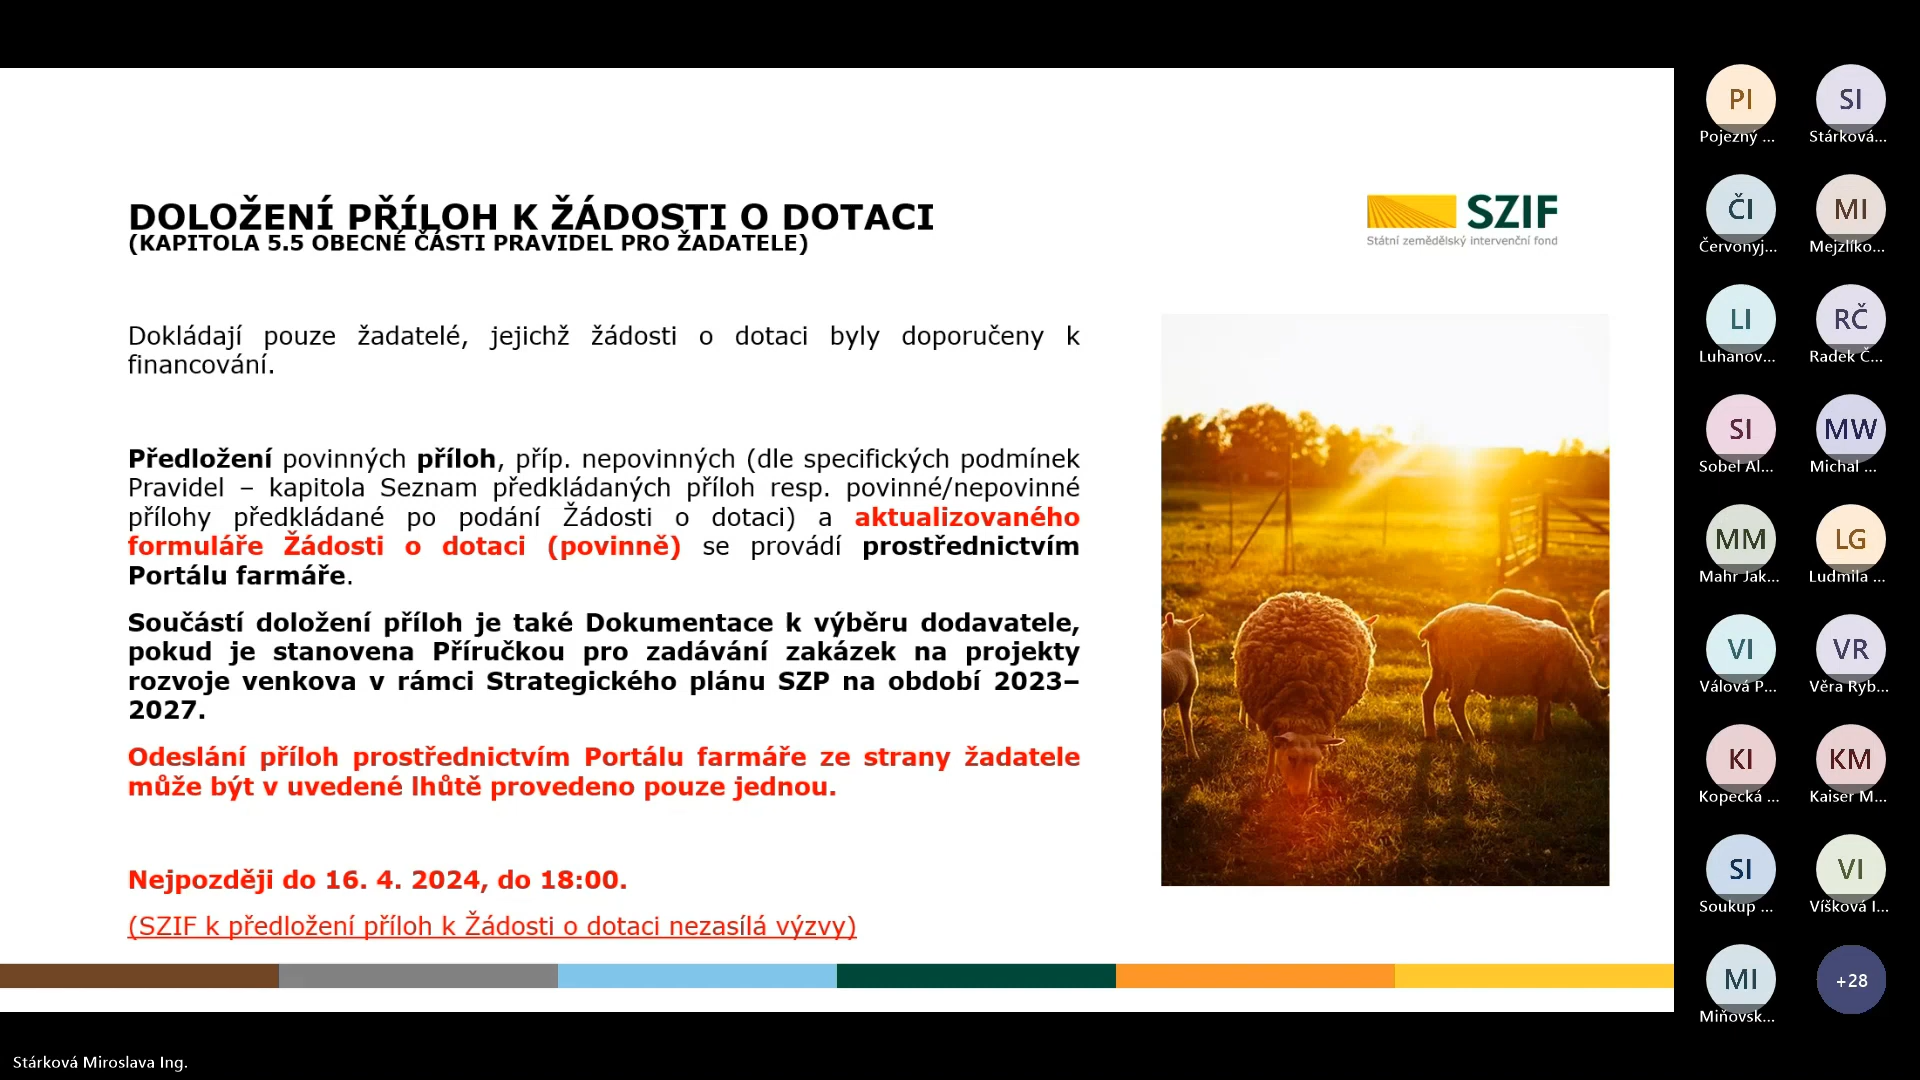 DOLOŽENÍ PŘÍLOH K ŽÁDOSTI O DOTACI
(KAPITOLA 5.5 OBECNÉ ČÁSTI PRAVIDEL PRO ŽADATELE)
SZIF
Státní zemědělský intervenční fond
Dokládají pouze žadatelé, jejichž žádosti o dotaci byly doporučeny k
financování.
Předložení povinných příloh, příp. nepovinných (dle specifických podmínek
Pravidel – kapitola Seznam předkládaných příloh resp. povinné/nepovinné
přílohy předkládané po podání Žádosti o dotaci) a aktualizovaného
formuláře Žádosti o dotaci (povinně) se provádí prostřednictvím
Portálu farmáře.
Součástí doložení příloh je také Dokumentace k výběru dodavatele,
pokud je stanovena Příručkou pro zadávání zakázek na projekty
rozvoje venkova v rámci Strategického plánu SZP na období 2023–
2027.
Odeslání příloh prostřednictvím Portálu farmáře ze strany žadatele
může být v uvedené lhůtě provedeno pouze jednou.
Nejpozději do 16. 4. 2024, do 18:00.
(SZIF k předložení příloh k Žádosti o dotaci nezasílá výzvy)
PI
Pojezný ...
SI
Stárková...
ČI
Červonyj...
MI
Mejzlíko...
LI
Luhanov...
RČ
Radek Č...
SI
Sobel Al...
MW
Michal ...
MM
Mahr Jak...
LG
Ludmila ...
VI
Válová P...
VR
Věra Ryb...
KI
Kopecká ...
KM
Kaiser M...
SI
Soukup ...
VI
Víšková I...
MI
Miňovsk...
+28
Stárková Miroslava Ing.